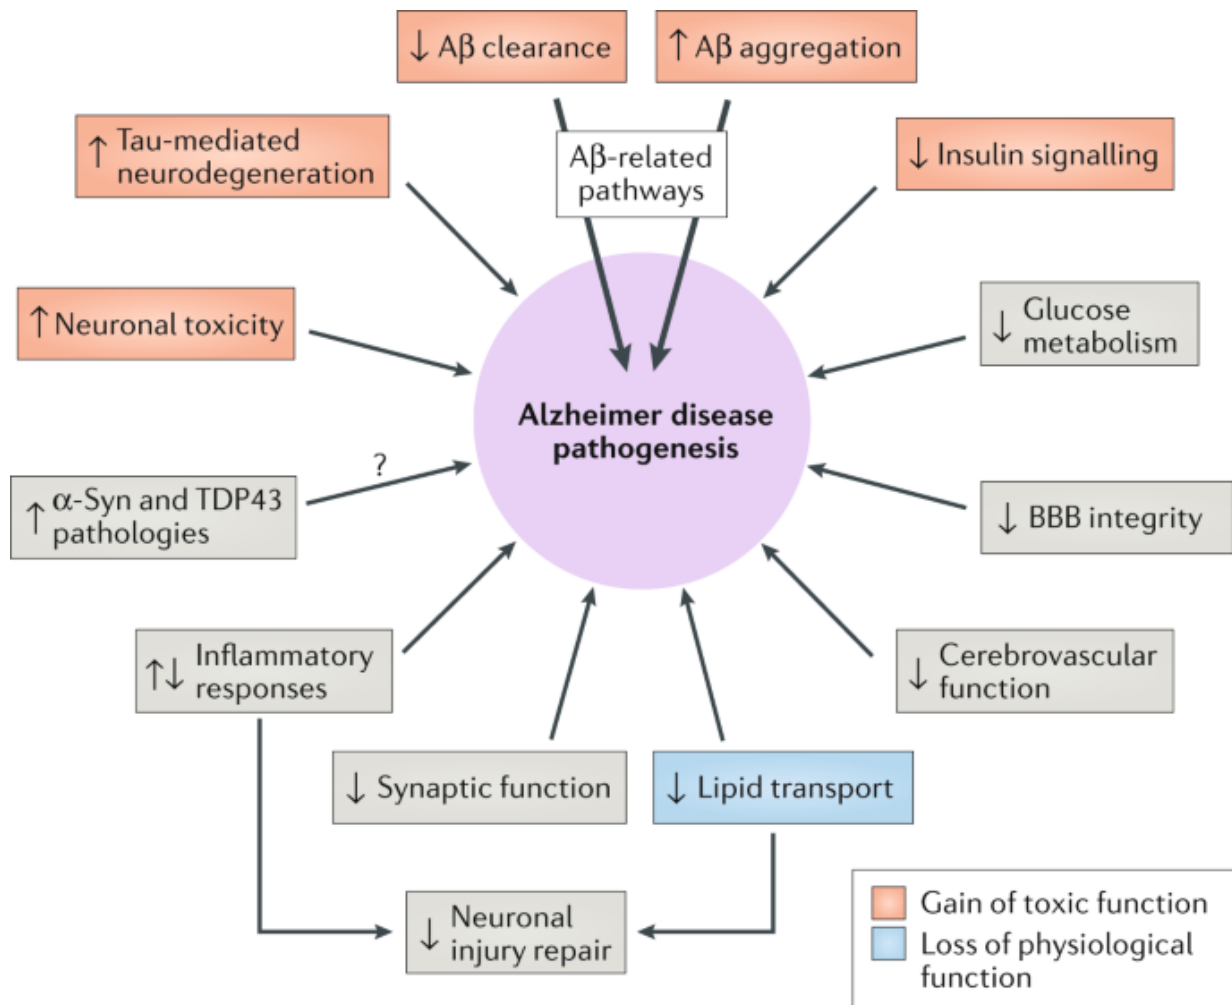 ↓ Aβ clearance
↑ Aβ aggregation
↑ Tau-mediated
neurodegeneration
Aβ-related
pathways
↓ Insulin signalling
↑ Neuronal toxicity
↓ Glucose
metabolism
Alzheimer disease
pathogenesis
?
↑ α-Syn and TDP43
pathologies
↓ BBB integrity
↑↓ Inflammatory
responses
↓ Cerebrovascular
function
↓ Synaptic function
↓ Lipid transport
↓ Neuronal
injury repair
Gain of toxic function
Loss of physiological
function